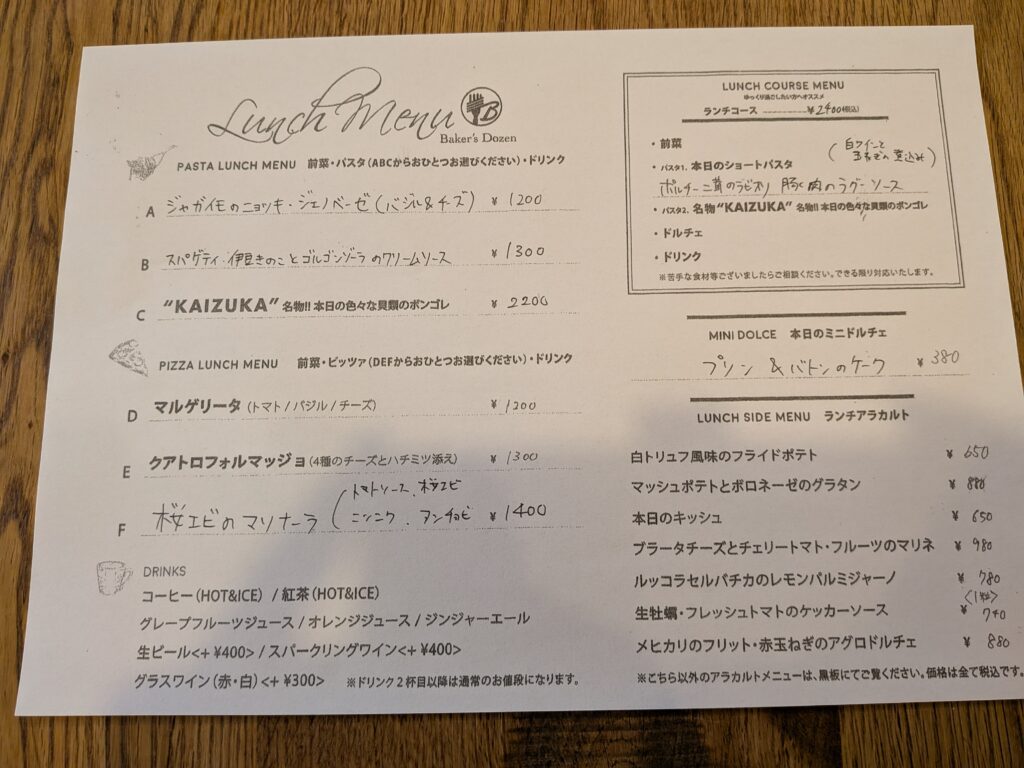 Lunch Menu
Baker's Dozen
PASTA LUNCH MENU 前菜・パスタ(ABCからおひとつお選びください)・ドリンク
A ジャガイモのニョッキ・ジェノベーゼ(バジル&チーズ) ¥ 1200
B スパゲティ・伊豆きのことゴルゴンゾーラのクリームソース ¥ 1300
C "KAIZUKA" 名物!! 本日の色々な貝類のボンゴレ ¥ 2200
PIZZA LUNCH MENU 前菜・ピッツァ(DEFからおひとつお選びください)・ドリンク
D マルゲリータ (トマト / バジル / チーズ) ¥ 1200
E クアトロフォルマッジョ (4種のチーズとハチミツ添え) ¥ 1300
F 桜エビのマリナーラ (トマトソース、桜エビ
ニンニク、アンチョビ ¥ 1400
DRINKS
コーヒー(HOT&ICE) / 紅茶(HOT&ICE)
グレープフルーツジュース / オレンジジュース / ジンジャーエール
生ビール<+ ¥400> / スパークリングワイン<+ ¥400>
グラスワイン(赤・白)<+ ¥300> ※ドリンク2杯目以降は通常のお値段になります。
LUNCH COURSE MENU
ゆっくり過ごしたい方へオススメ
ランチコース ---------- ¥2400(税込)
・前菜
(白ワインと
玉ねぎの煮込み)
・パスタ1. 本日のショートパスタ
ポルチーニ茸のラビオリ 豚肉のラグーソース
・パスタ2. 名物"KAIZUKA" 名物!! 本日の色々な貝類のボンゴレ
・ドルチェ
・ドリンク
※苦手な食材等ございましたらご相談ください。できる限り対応いたします。
MINI DOLCE 本日のミニドルチェ
プリン & バトンのケーク ¥ 380
LUNCH SIDE MENU ランチアラカルト
白トリュフ風味のフライドポテト ¥ 650
マッシュポテトとボロネーゼのグラタン ¥ 880
本日のキッシュ ¥ 650
ブラータチーズとチェリートマト・フルーツのマリネ ¥ 980
ルッコラセルバチカのレモンパルミジャーノ ¥ 780
生牡蠣・フレッシュトマトのケッカーソース <1ケ> ¥ 740
メヒカリのフリット・赤玉ねぎのアグロドルチェ ¥ 880
※こちら以外のアラカルトメニューは、黒板にてご覧ください。価格は全て税込です。